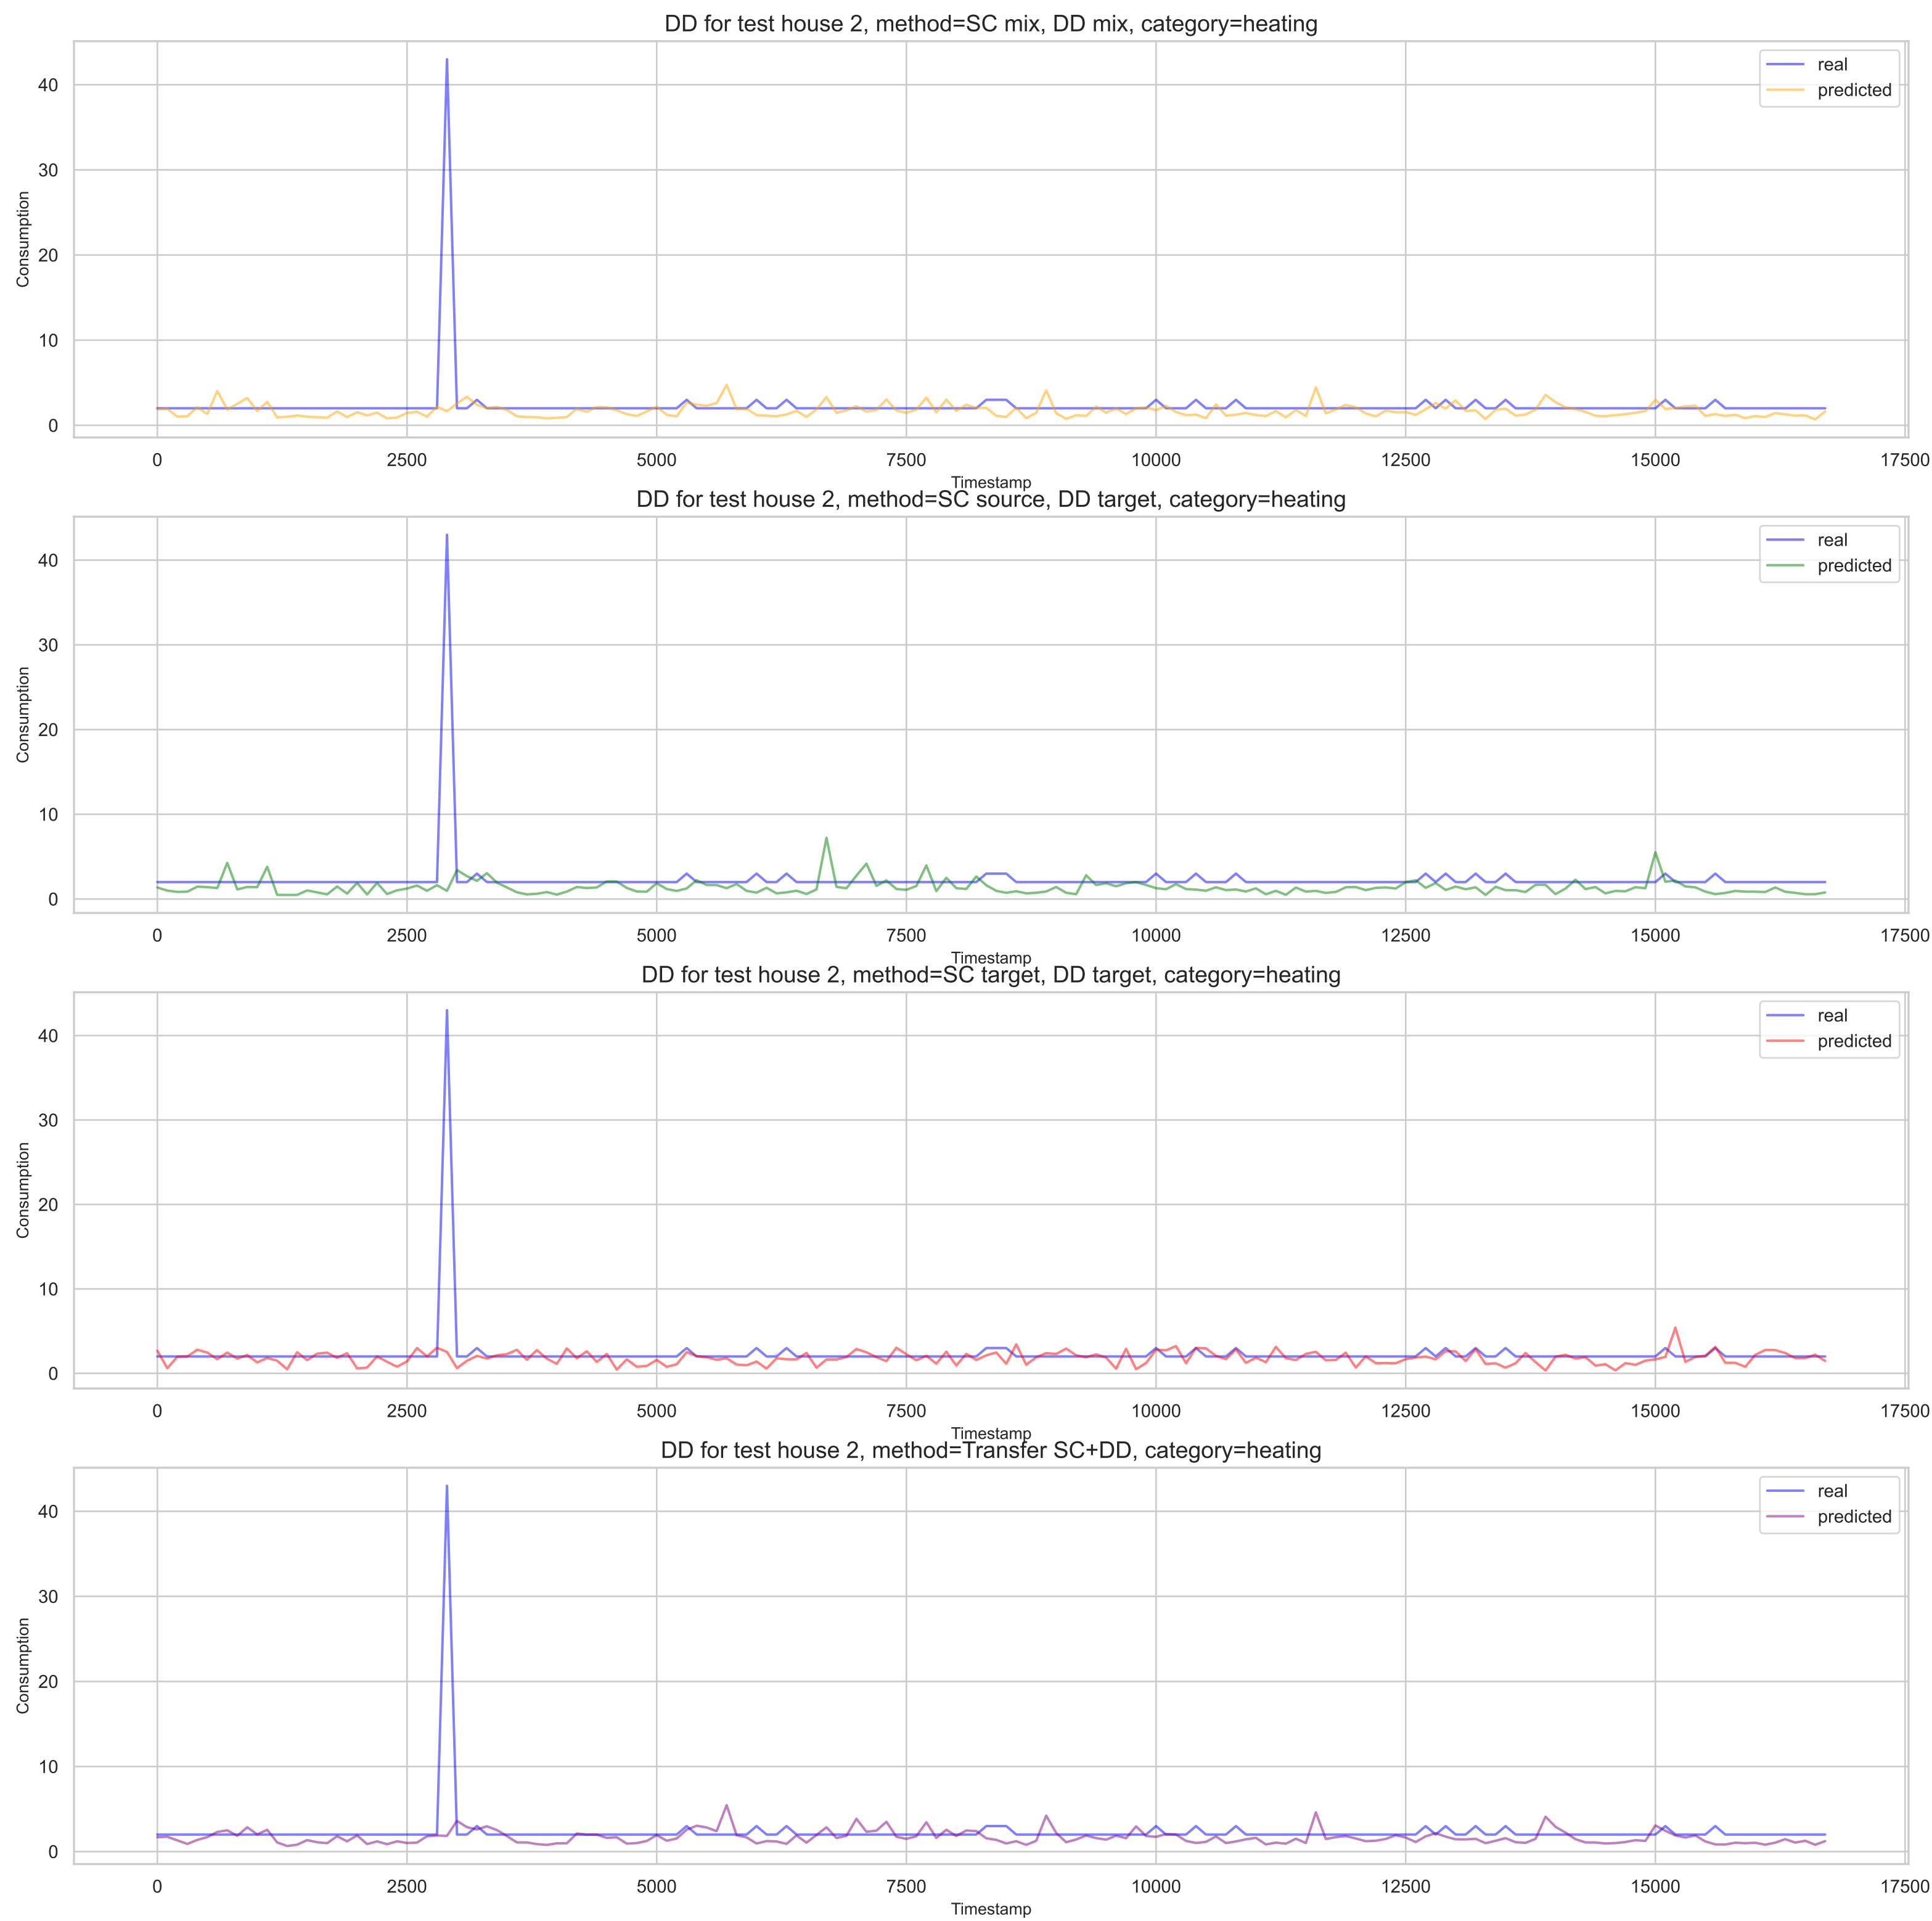 DD for test house 2, method=SC mix, DD mix, category=heating
real
predicted
40
30
20
10
0
Consumption
0 2500 5000 7500 10000 12500 15000 17500
Timestamp
DD for test house 2, method=SC source, DD target, category=heating
real
predicted
40
30
20
10
0
Consumption
0 2500 5000 7500 10000 12500 15000 17500
Timestamp
DD for test house 2, method=SC target, DD target, category=heating
real
predicted
40
30
20
10
0
Consumption
0 2500 5000 7500 10000 12500 15000 17500
Timestamp
DD for test house 2, method=Transfer SC+DD, category=heating
real
predicted
40
30
20
10
0
Consumption
0 2500 5000 7500 10000 12500 15000 17500
Timestamp